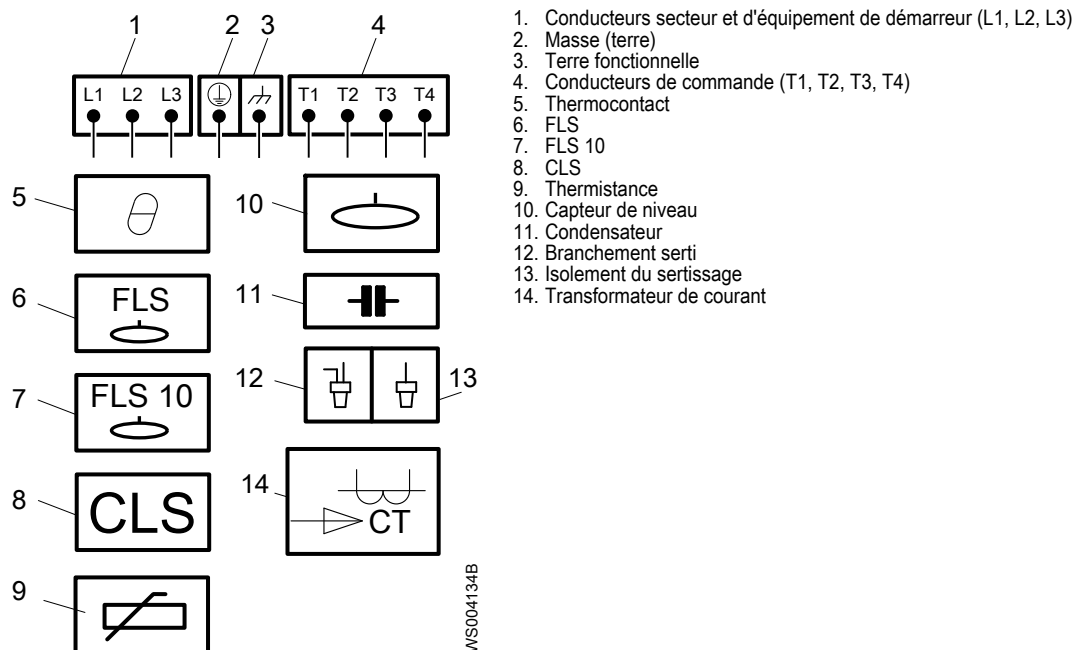 1 2 3 4
L1 L2 L3 T1 T2 T3 T4
5
10
6 FLS
11
7 FLS 10
12 13
8 CLS
14 CT
9
WS004134B
1. Conducteurs secteur et d'équipement de démarreur (L1, L2, L3)
2. Masse (terre)
3. Terre fonctionnelle
4. Conducteurs de commande (T1, T2, T3, T4)
5. Thermocontact
6. FLS
7. FLS 10
8. CLS
9. Thermistance
10. Capteur de niveau
11. Condensateur
12. Branchement serti
13. Isolement du sertissage
14. Transformateur de courant